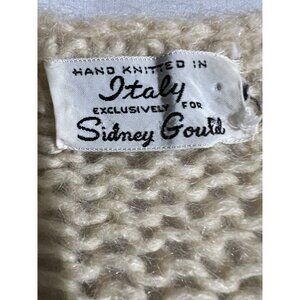 HAND KNITTED IN
Italy
EXCLUSIVELY FOR
Sidney Gould